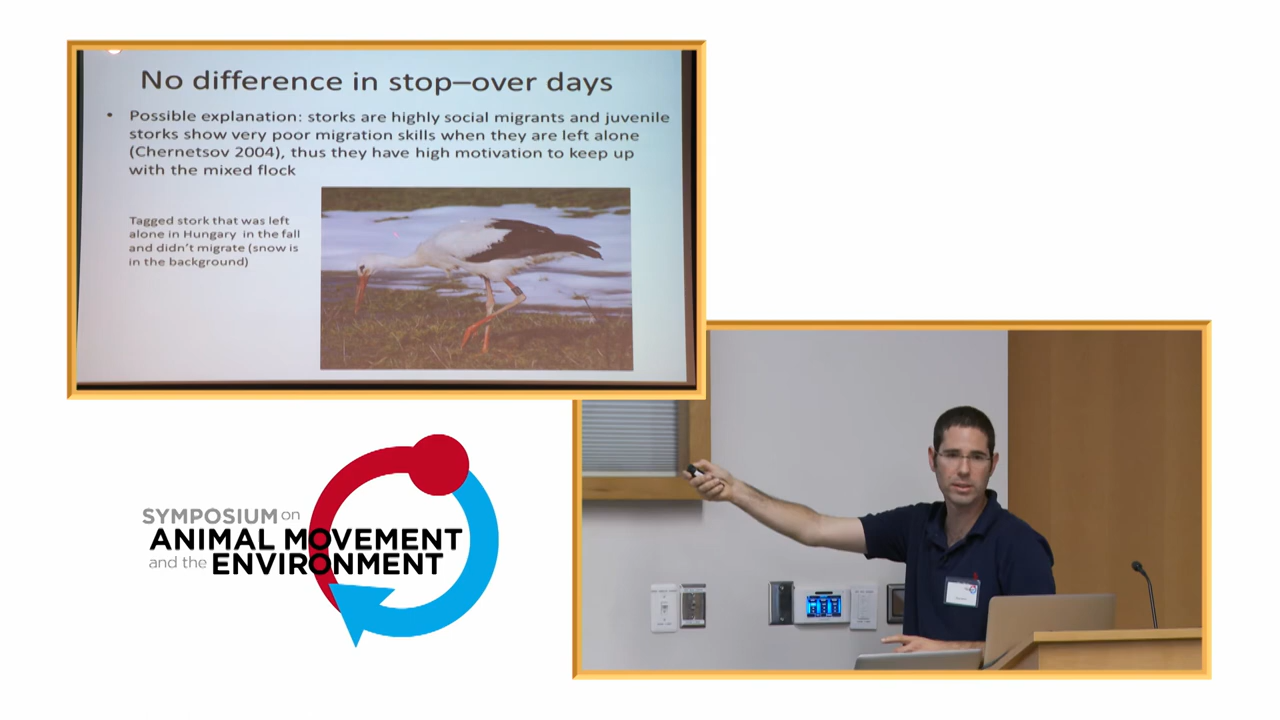 No difference in stop–over days
• Possible explanation: storks are highly social migrants and juvenile
storks show very poor migration skills when they are left alone
(Chernetsov 2004), thus they have high motivation to keep up
with the mixed flock
Tagged stork that was left
alone in Hungary in the fall
and didn't migrate (snow is
in the background)
SYMPOSIUM on
ANIMAL MOVEMENT
and the ENVIRONMENT